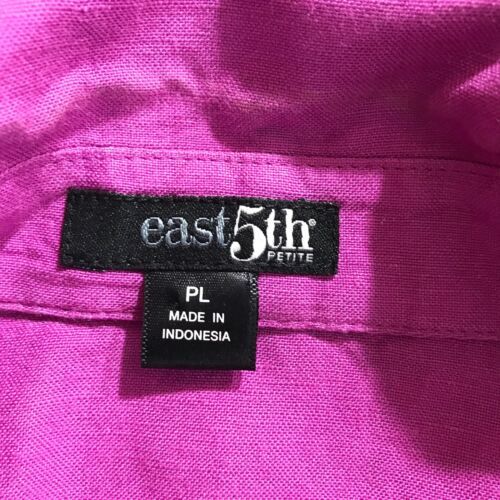 east5th®
PETITE
PL
MADE IN
INDONESIA